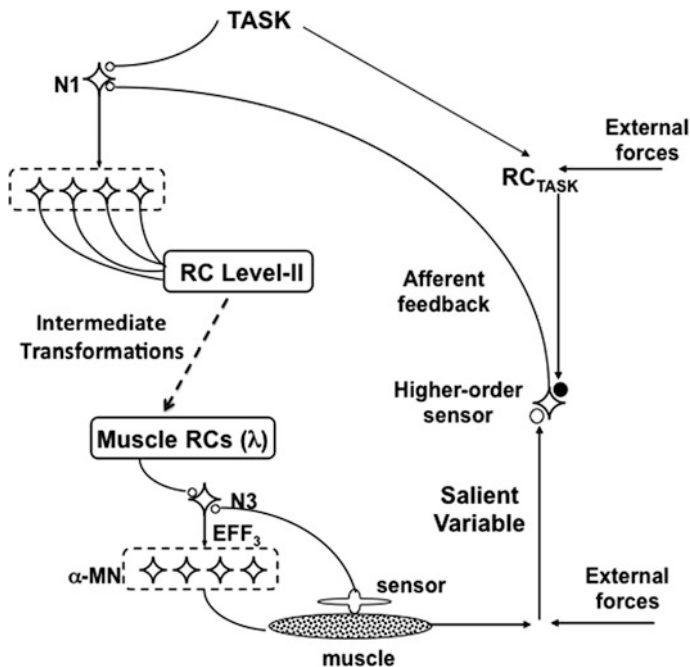 TASK
N1
External
forces
RC_TASK
RC Level-II
Afferent
feedback
Intermediate
Transformations
Higher-order
sensor
Muscle RCs (λ)
N3
Salient
Variable
EFF_3
α-MN
sensor
External
forces
muscle